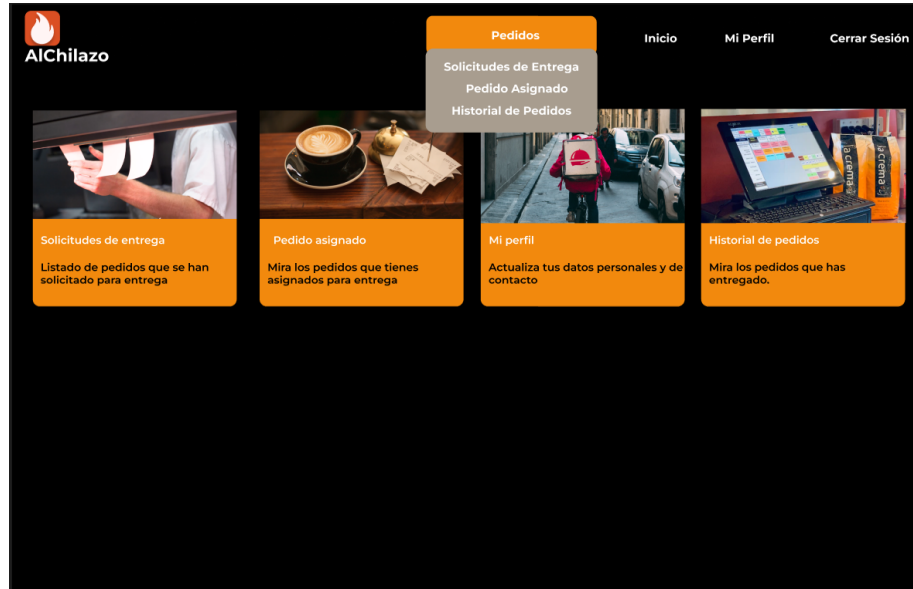 AlChilazo
Pedidos
Inicio
Mi Perfil
Cerrar Sesión
Solicitudes de Entrega
Pedido Asignado
Historial de Pedidos
la crema
la crema
Solicitudes de entrega
Listado de pedidos que se han
solicitado para entrega
Pedido asignado
Mira los pedidos que tienes
asignados para entrega
Mi perfil
Actualiza tus datos personales y de
contacto
Historial de pedidos
Mira los pedidos que has
entregado.